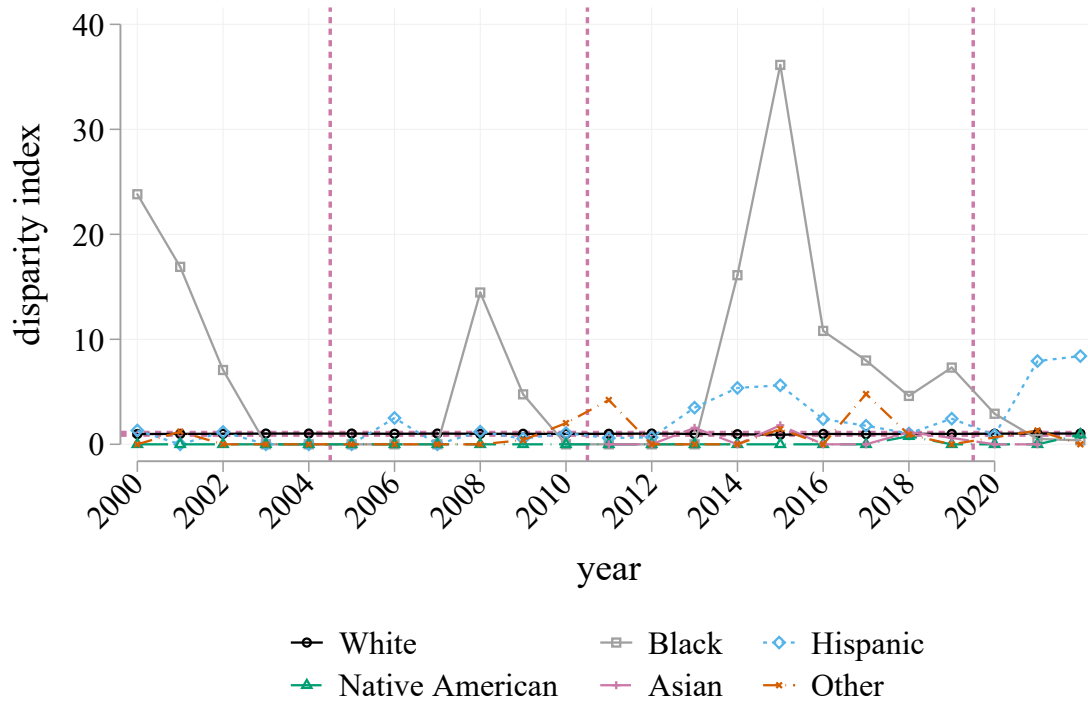 40
30
20
10
0
disparity index
2000 2002 2004 2006 2008 2010 2012 2014 2016 2018 2020
year
White Black Hispanic
Native American Asian Other